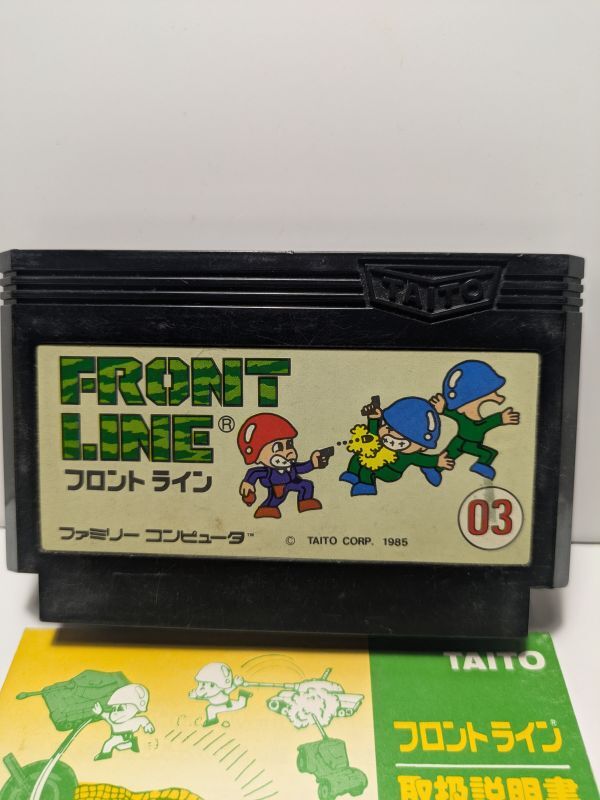 TAITO
FRONT
LINE®
フロント ライン
03
ファミリー コンピュータ™
© TAITO CORP. 1985
TAITO
フロント ライン®
取扱説明書